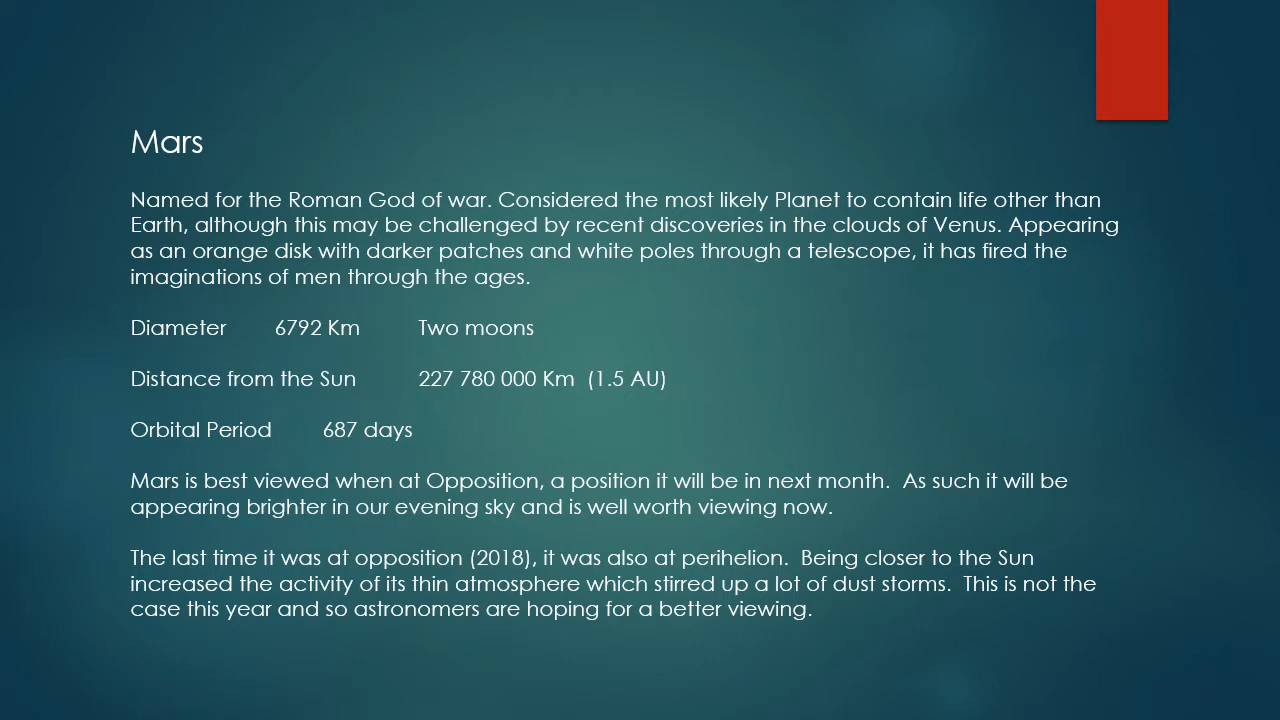 Mars
Named for the Roman God of war. Considered the most likely Planet to contain life other than
Earth, although this may be challenged by recent discoveries in the clouds of Venus. Appearing
as an orange disk with darker patches and white poles through a telescope, it has fired the
imaginations of men through the ages.
Diameter 6792 Km Two moons
Distance from the Sun 227 780 000 Km (1.5 AU)
Orbital Period 687 days
Mars is best viewed when at Opposition, a position it will be in next month. As such it will be
appearing brighter in our evening sky and is well worth viewing now.
The last time it was at opposition (2018), it was also at perihelion. Being closer to the Sun
increased the activity of its thin atmosphere which stirred up a lot of dust storms. This is not the
case this year and so astronomers are hoping for a better viewing.